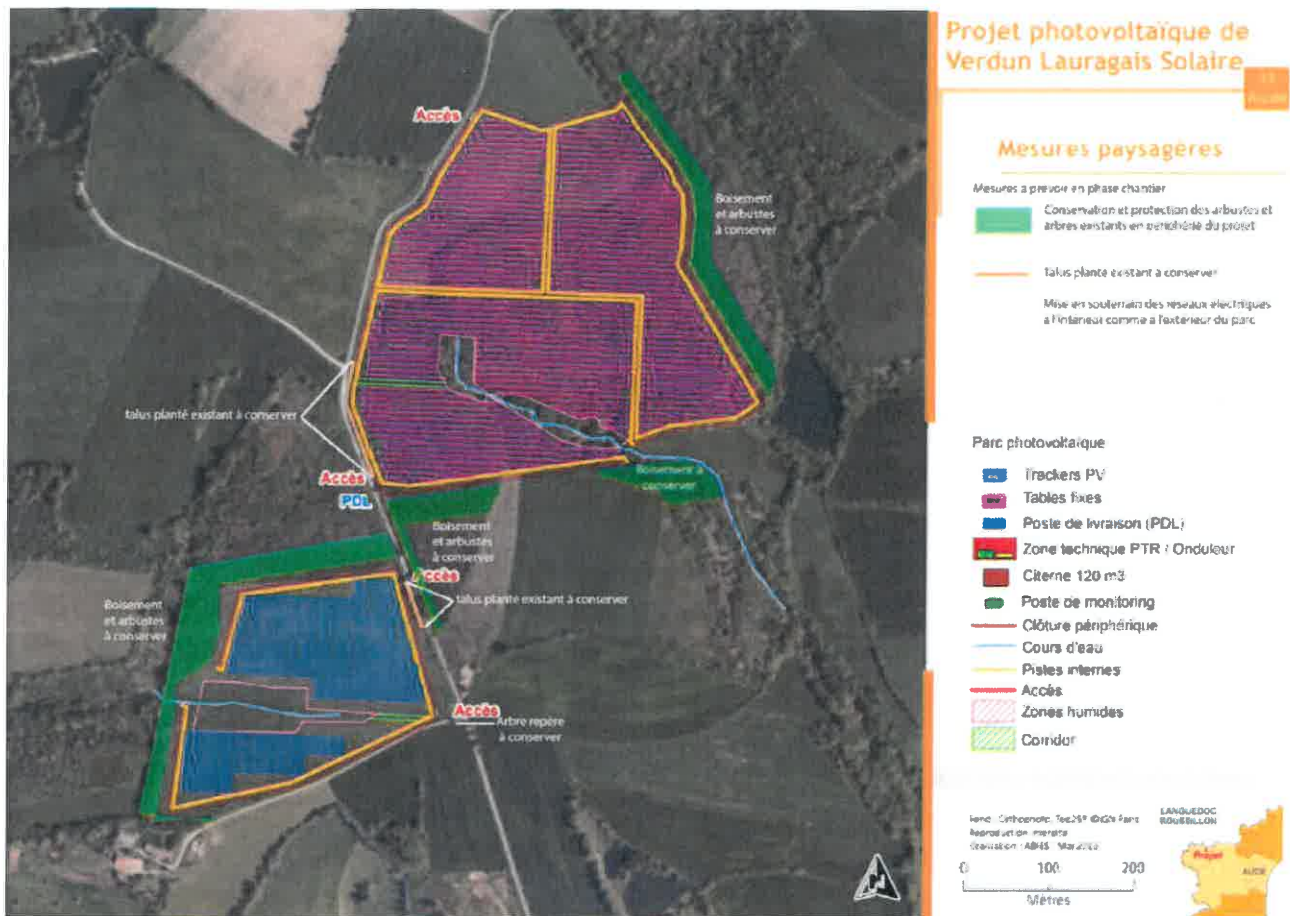 Projet photovoltaïque de
Verdun Lauragais Solaire
Mesures paysagères
Mesures à prévoir en phase chantier
Conservation et protection des arbustes et
arbres existants en périphérie du projet
Talus planté existant à conserver
Mise en souterrain des réseaux électriques
à l'intérieur comme à l'extérieur du parc
Parc photovoltaïque
Trackers PV
Tables fixes
Poste de livraison (PDL)
Zone technique PTR / Onduleur
Citerne 120 m3
Poste de monitoring
Clôture périphérique
Cours d'eau
Pistes internes
Accès
Zones humides
Corridor
Accès
Boisement
et arbustes
à conserver
talus planté existant à conserver
Accès
PDL
Boisement à
conserver
Boisement
et arbustes
à conserver
Accès
talus planté existant à conserver
Boisement
et arbustes
à conserver
Accès
Arbre repère
à conserver
N
Reproduction interdite
0 100 200
Mètres
LANGUEDOC
ROUSSILLON
Projet
AUDE